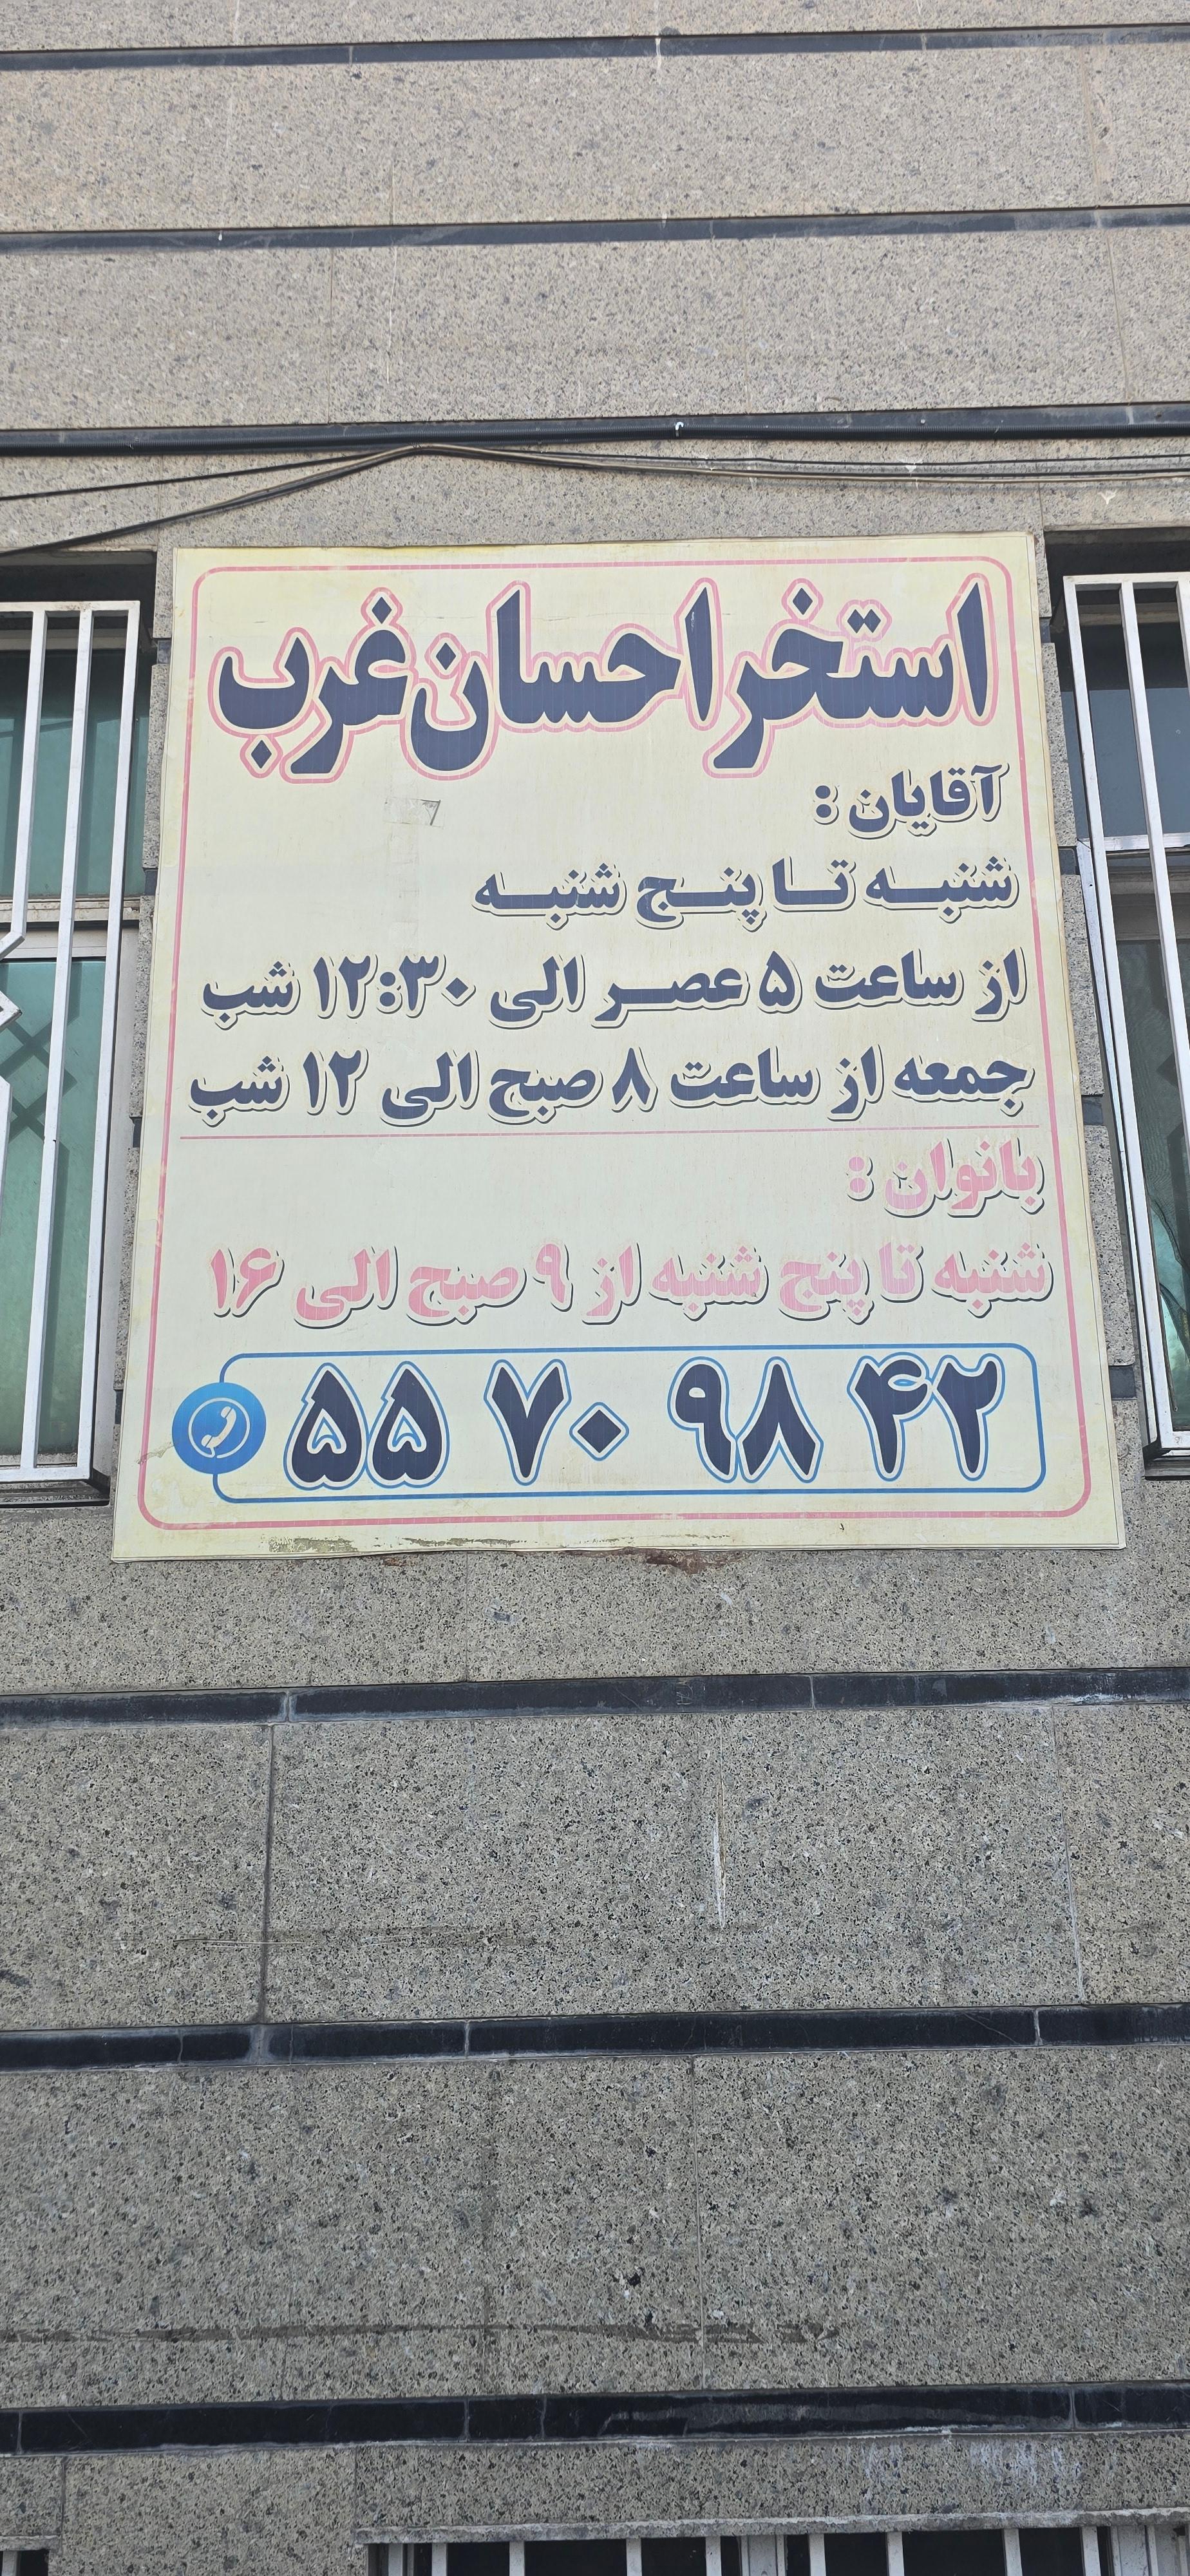 استخر احسان غرب
آقایان :
شنبه تا پنج شنبه
از ساعت ۵ عصر الی ۱۲:۳۰ شب
جمعه از ساعت ۸ صبح الی ۱۲ شب
بانوان :
شنبه تا پنج شنبه از ۹ صبح الی ۱۶
۵۵ ۷۰ ۹۸ ۴۲